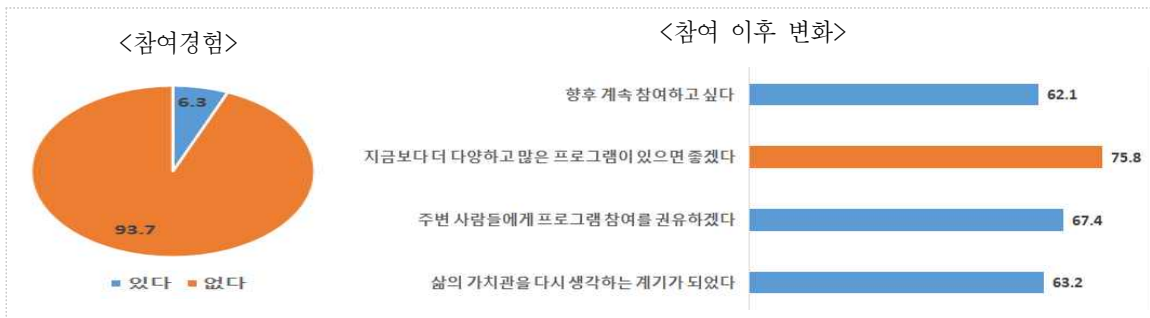 <참여경험>
6.3
93.7
있다 없다
<참여 이후 변화>
향후 계속 참여하고 싶다 62.1
지금보다 더 다양하고 많은 프로그램이 있으면 좋겠다 75.8
주변 사람들에게 프로그램 참여를 권유하겠다 67.4
삶의 가치관을 다시 생각하는 계기가 되었다 63.2